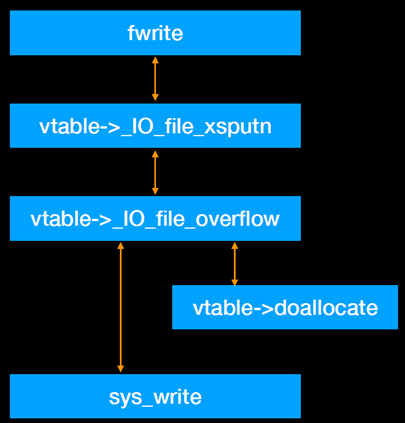 fwrite
vtable->_IO_file_xsputn
vtable->_IO_file_overflow
vtable->doallocate
sys_write